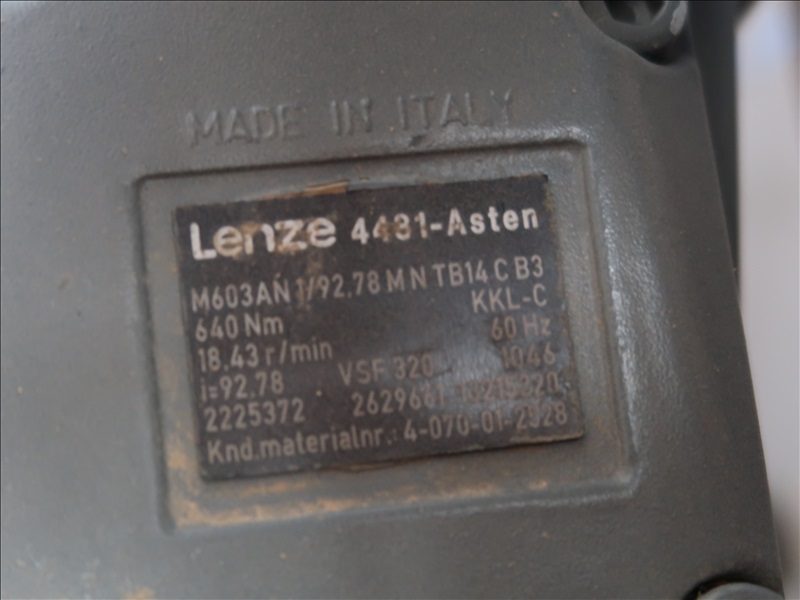 MADE IN ITALY
Lenze 4481-Asten
M603AN 1/92.78 M N TB14 C B3
640 Nm KKL-C
18.43 r/min 60 Hz
i=92.78 VSF 320 1046
2225372
Knd.materialnr.: 4-070-01-2528